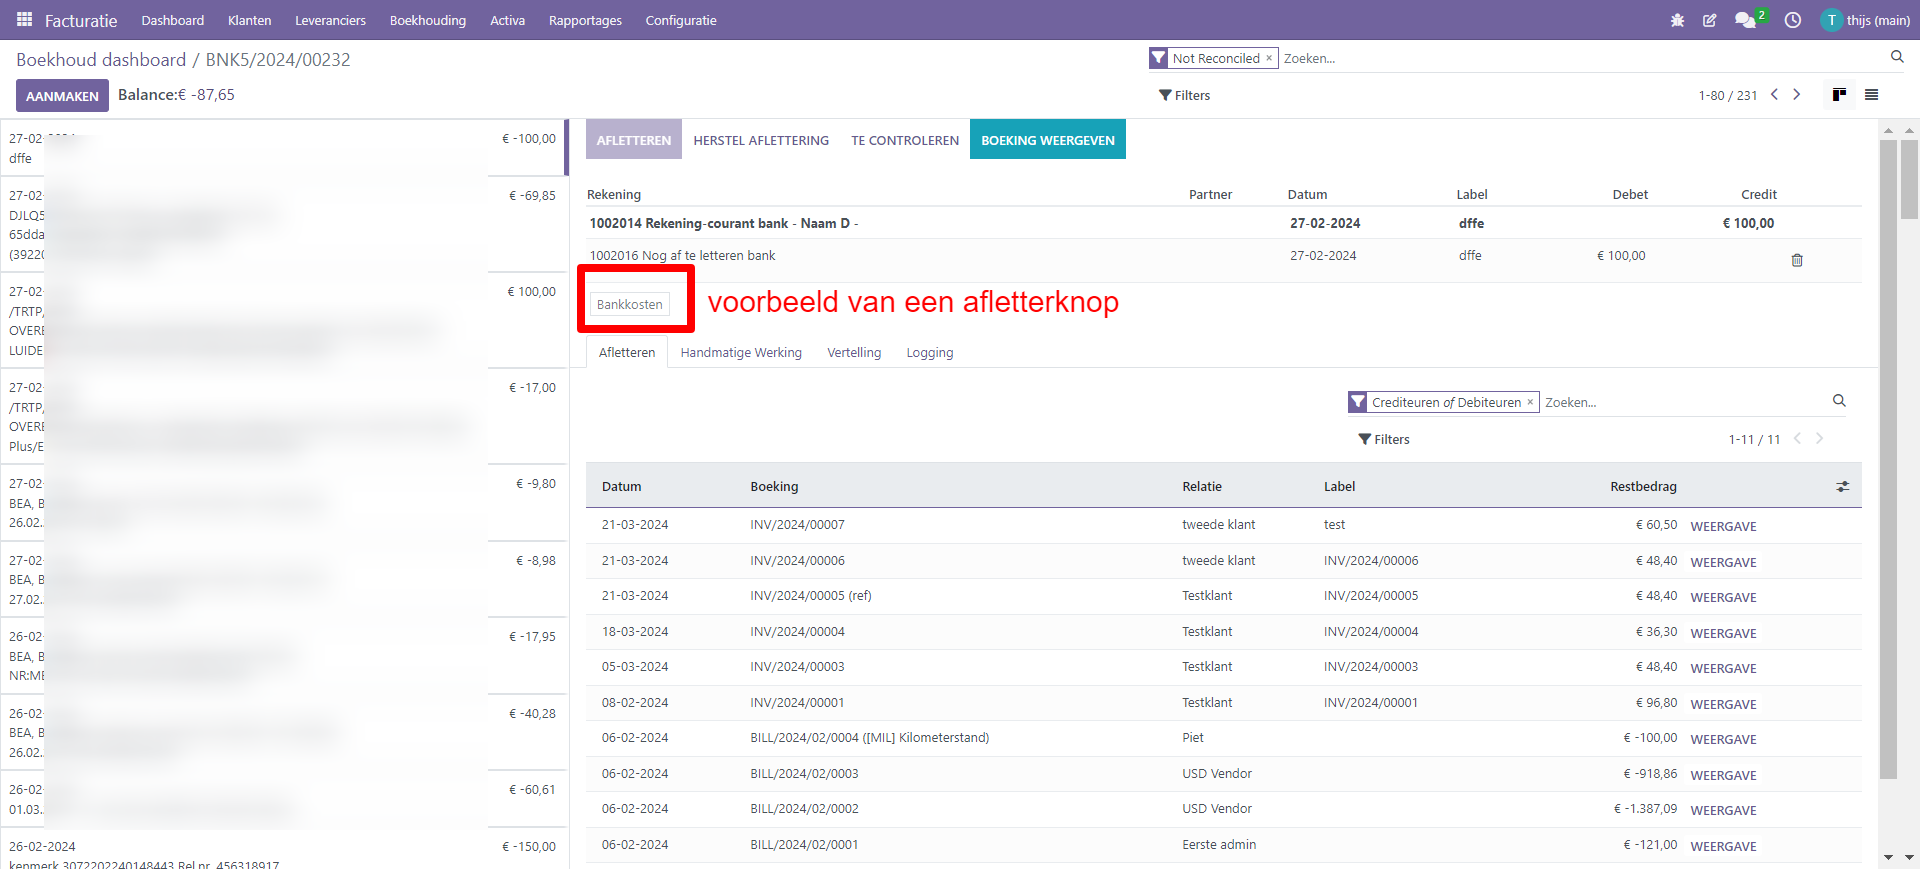 Facturatie Dashboard Klanten Leveranciers Boekhouding Activa Rapportages Configuratie 2 T thijs (main)
Boekhoud dashboard / BNK5/2024/00232
Not Reconciled × Zoeken...
AANMAKEN Balance:€ -87,65
Filters 1-80 / 231
27-02-2024 € -100,00
dffe
27-02- € -69,85
DJLQ5
65dda
(3922
27-02- € 100,00
/TRTP/
OVERB
LUIDE
27-02- € -17,00
/TRTP/
OVERB
Plus/E
27-02- € -9,80
BEA, B
26.02.
27-02- € -8,98
BEA, B
27.02.
26-02- € -17,95
BEA, B
NR:M
26-02- € -40,28
BEA, B
26.02.
26-02- € -60,61
01.03.
26-02-2024 € -150,00
kenmerk 3072202240148443 Rel.nr. 456318917
AFLETTEREN HERSTEL AFLETTERING TE CONTROLEREN BOEKING WEERGEVEN
Rekening Partner Datum Label Debet Credit
1002014 Rekening-courant bank - Naam D - 27-02-2024 dffe € 100,00
1002016 Nog af te letteren bank 27-02-2024 dffe € 100,00
Bankkosten voorbeeld van een afletterknop
Afletteren Handmatige Werking Vertelling Logging
Crediteuren of Debiteuren × Zoeken...
Filters 1-11 / 11
Datum Boeking Relatie Label Restbedrag
21-03-2024 INV/2024/00007 tweede klant test € 60,50 WEERGAVE
21-03-2024 INV/2024/00006 tweede klant INV/2024/00006 € 48,40 WEERGAVE
21-03-2024 INV/2024/00005 (ref) Testklant INV/2024/00005 € 48,40 WEERGAVE
18-03-2024 INV/2024/00004 Testklant INV/2024/00004 € 36,30 WEERGAVE
05-03-2024 INV/2024/00003 Testklant INV/2024/00003 € 48,40 WEERGAVE
08-02-2024 INV/2024/00001 Testklant INV/2024/00001 € 96,80 WEERGAVE
06-02-2024 BILL/2024/02/0004 ([MIL] Kilometerstand) Piet € -100,00 WEERGAVE
06-02-2024 BILL/2024/02/0003 USD Vendor € -918,86 WEERGAVE
06-02-2024 BILL/2024/02/0002 USD Vendor € -1.387,09 WEERGAVE
06-02-2024 BILL/2024/02/0001 Eerste admin € -121,00 WEERGAVE